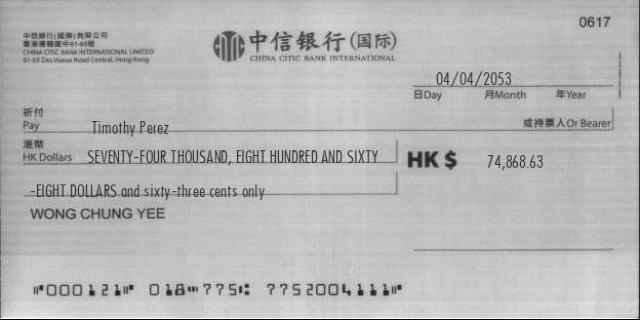 0617
中信銀行(國際)有限公司
香港德輔道中61-65號
CHINA CITIC BANK INTERNATIONAL LIMITED
61-65 Des Voeux Road Central, Hong Kong
中信银行(国际)
CHINA CITIC BANK INTERNATIONAL
04/04/2053
日Day 月Month 年Year
祈付
Pay Timothy Perez 或持票人Or Bearer
港幣
HK Dollars SEVENTY-FOUR THOUSAND, EIGHT HUNDRED AND SIXTY HK $ 74,868.63
-EIGHT DOLLARS and sixty-three cents only
WONG CHUNG YEE
⑈000121⑈ 018⑉775⑆ 7752004111⑈